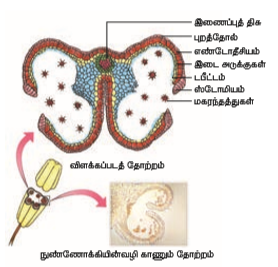 இணைப்புத் திசு
புறத்தோல்
எண்டோதீசியம்
இடை அடுக்குகள்
டபீட்டம்
ஸ்டோமியம்
மகரந்தத்துகள்
விளக்கப்படத் தோற்றம்
நுண்ணோக்கியின்வழி காணும் தோற்றம்